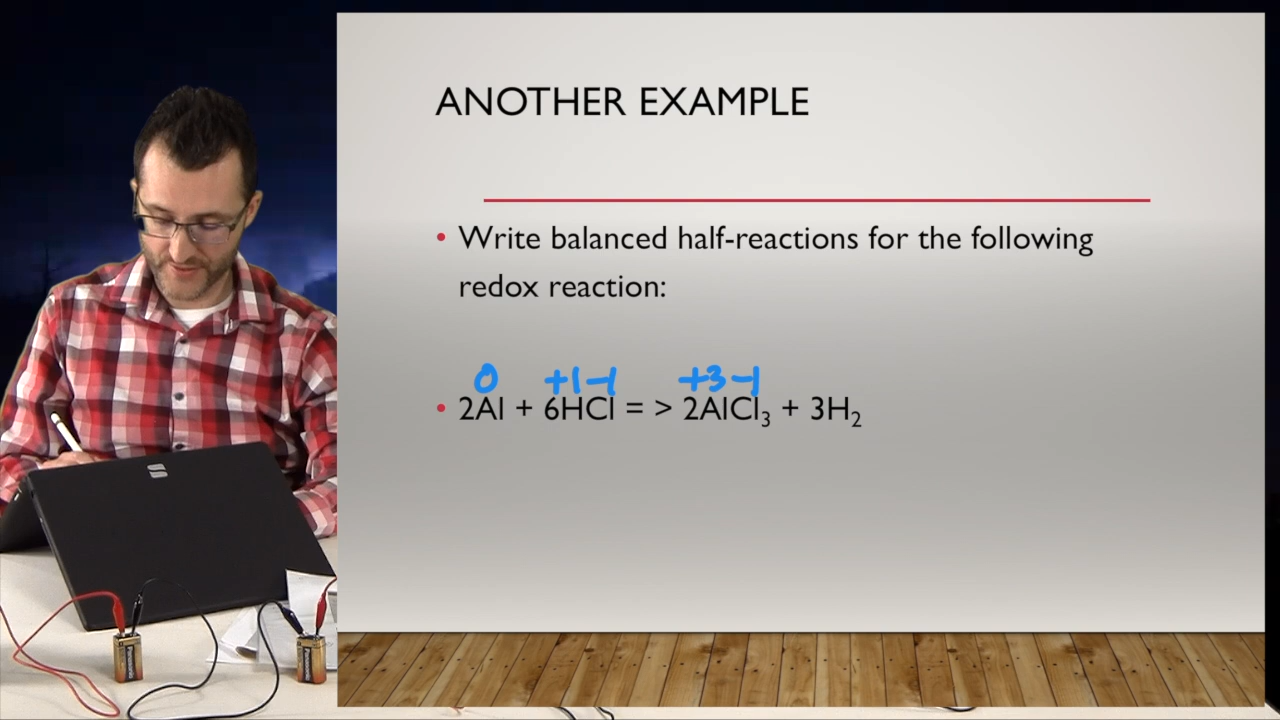 ANOTHER EXAMPLE
• Write balanced half-reactions for the following
redox reaction:
0 +1 -1 +3 -1
• 2Al + 6HCl = > 2AlCl₃ + 3H₂